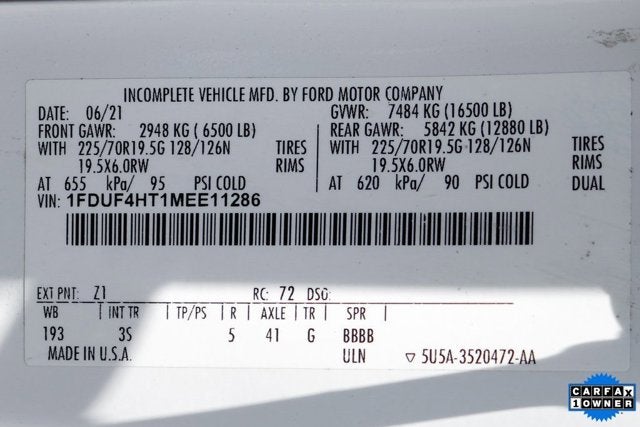 INCOMPLETE VEHICLE MFD. BY FORD MOTOR COMPANY
DATE: 06/21 GVWR: 7484 KG (16500 LB)
FRONT GAWR: 2948 KG ( 6500 LB) REAR GAWR: 5842 KG (12880 LB)
WITH 225/70R19.5G 128/126N TIRES WITH 225/70R19.5G 128/126N TIRES
19.5X6.0RW RIMS 19.5X6.0RW RIMS
AT 655 kPa/ 95 PSI COLD AT 620 kPa/ 90 PSI COLD DUAL
VIN: 1FDUF4HT1MEE11286
EXT PNT: Z1 RC: 72 DSO:
WB | INT TR | TP/PS | R | AXLE | TR | SPR
193 3S 5 41 G BBBB
MADE IN U.S.A. ULN ▽ 5U5A-3520472-AA
CARFAX
1 OWNER